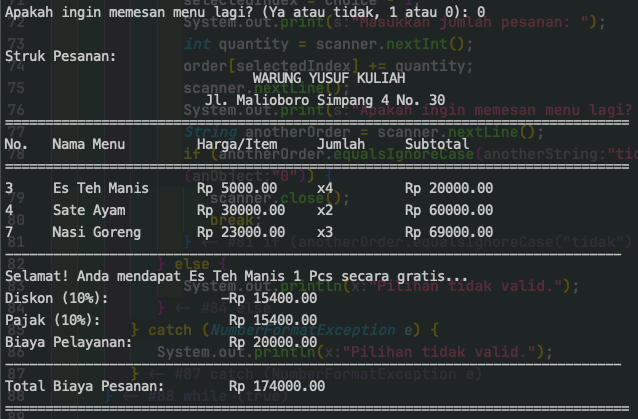 Apakah ingin memesan menu lagi? (Ya atau tidak, 1 atau 0): 0
System.out.print(s:"Masukkan jumlah pesanan: ");
72
int quantity = scanner.nextInt();
73
Struk Pesanan:
order[selectedIndex] += quantity;
WARUNG YUSUF KULIAH
scanner.nextLine();
75
Jl. Malioboro Simpang 4 No. 30
System.out.print(s:"Apakah ingin memesan menu lagi?
76
String anotherOrder = scanner.nextLine();
77
No. Nama Menu Harga/Item Jumlah Subtotal
if (anotherOrder.equalsIgnoreCase(anotherString:"tid
78
(anObject:"0")) {
3 Es Teh Manis Rp 5000.00 x4 Rp 20000.00
scanner.close();
4 Sate Ayam Rp 30000.00 x2 Rp 60000.00
break;
7 Nasi Goreng Rp 23000.00 x3 Rp 69000.00
81
} <- #81 if (anotherOrder.equalsIgnoreCase("tidak")
} else {
Selamat! Anda mendapat Es Teh Manis 1 Pcs secara gratis...
83
System.out.println(x:"Pilihan tidak valid.");
Diskon (10%): -Rp 15400.00
Pajak (10%): Rp 15400.00
85
} catch (NumberFormatException e) {
Biaya Pelayanan: Rp 20000.00
86
System.out.println(x:"Pilihan tidak valid.");
} <- #87 catch (NumberFormatException e)
Total Biaya Pesanan: Rp 174000.00
88
} <- #88 while (true)